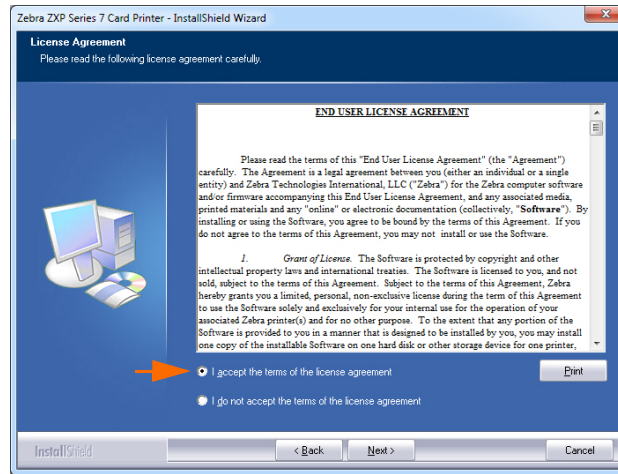 Zebra ZXP Series 7 Card Printer - InstallShield Wizard
License Agreement
Please read the following license agreement carefully.
END USER LICENSE AGREEMENT
Please read the terms of this "End User License Agreement" (the "Agreement")
carefully. The Agreement is a legal agreement between you (either an individual or a single
entity) and Zebra Technologies International, LLC ("Zebra") for the Zebra computer software
and/or firmware accompanying this End User License Agreement, and any associated media,
printed materials and any "online" or electronic documentation (collectively, "Software"). By
installing or using the Software, you agree to be bound by the terms of this Agreement. If you
do not agree to the terms of this Agreement, you may not install or use the Software.
1. Grant of License. The Software is protected by copyright and other
intellectual property laws and international treaties. The Software is licensed to you, and not
sold, subject to the terms of this Agreement. Subject to the terms of this Agreement, Zebra
hereby grants you a limited, personal, non-exclusive license during the term of this Agreement
to use the Software solely and exclusively for your internal use for the operation of your
associated Zebra printer(s) and for no other purpose. To the extent that any portion of the
Software is provided to you in a manner that is designed to be installed by you, you may install
one copy of the installable Software on one hard disk or other storage device for one printer,
I accept the terms of the license agreement
Print
I do not accept the terms of the license agreement
InstallShield
< Back
Next >
Cancel